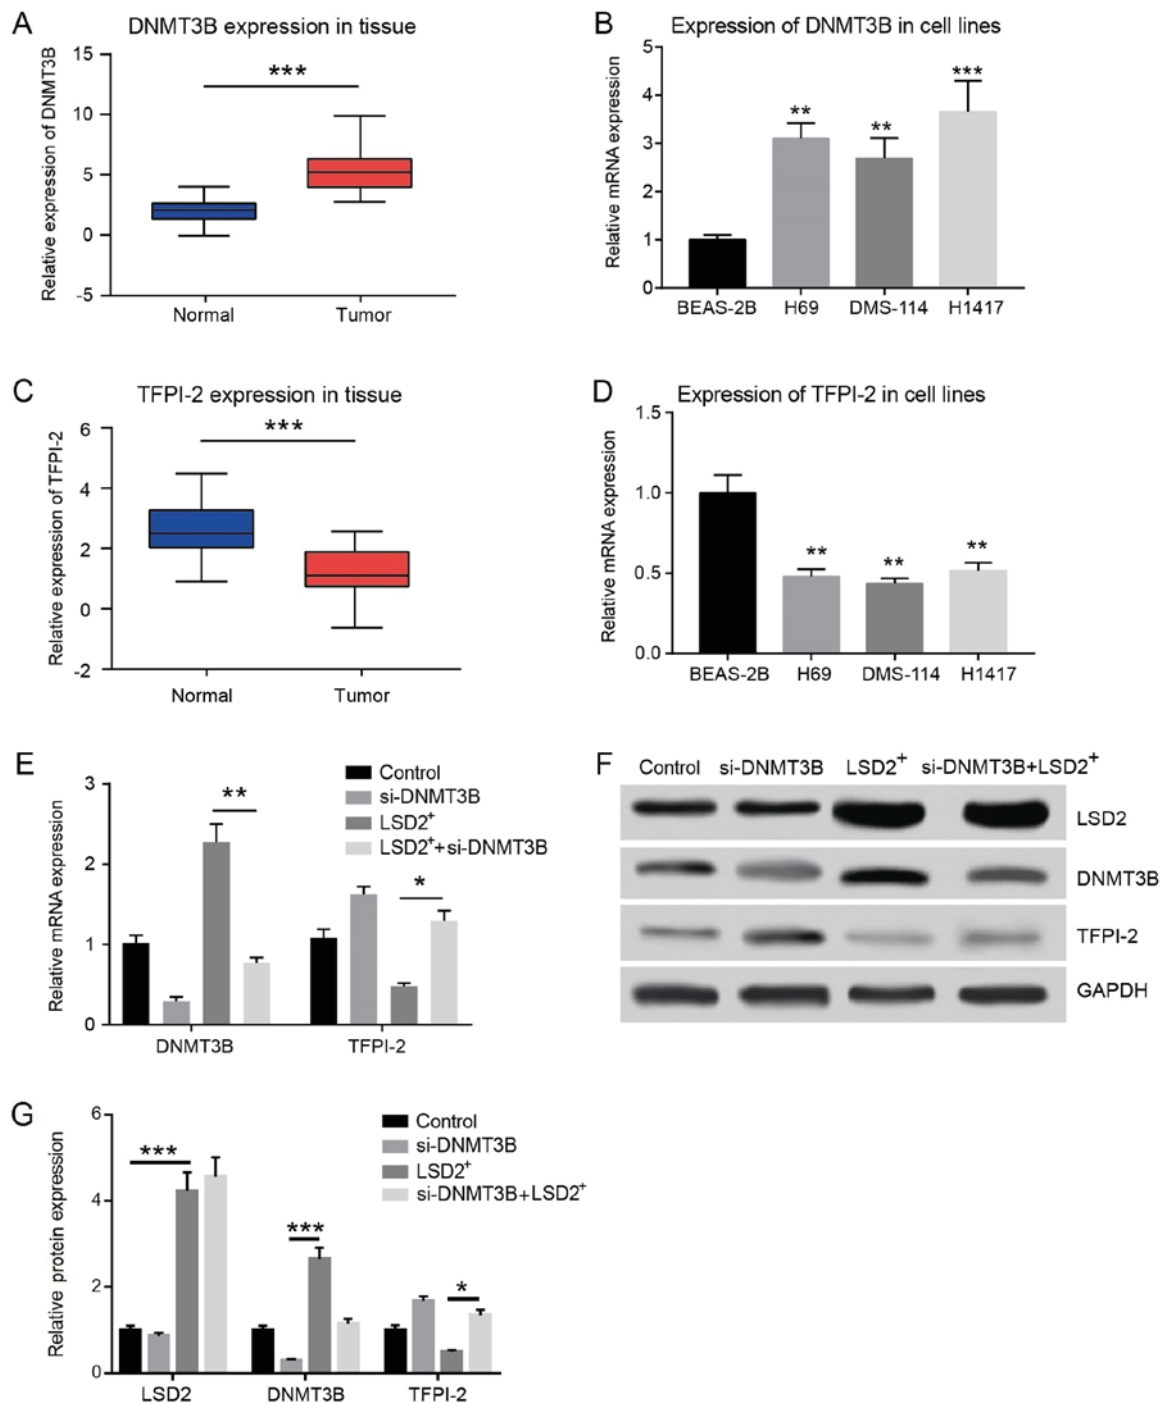 A
DNMT3B expression in tissue
Relative expression of DNMT3B
15
10
5
0
-5
***
Normal
Tumor
B
Expression of DNMT3B in cell lines
Relative mRNA expression
5
4
3
2
1
0
**
**
***
BEAS-2B
H69
DMS-114
H1417
C
TFPI-2 expression in tissue
Relative expression of TFPI-2
6
4
2
0
-2
***
Normal
Tumor
D
Expression of TFPI-2 in cell lines
Relative mRNA expression
1.5
1.0
0.5
0.0
**
**
**
BEAS-2B
H69
DMS-114
H1417
E
Relative mRNA expression
3
2
1
0
Control
si-DNMT3B
LSD2+
LSD2++si-DNMT3B
**
*
DNMT3B
TFPI-2
F
Control
si-DNMT3B
LSD2+
si-DNMT3B+LSD2+
LSD2
DNMT3B
TFPI-2
GAPDH
G
Relative protein expression
6
4
2
0
Control
si-DNMT3B
LSD2+
si-DNMT3B+LSD2+
***
***
*
LSD2
DNMT3B
TFPI-2